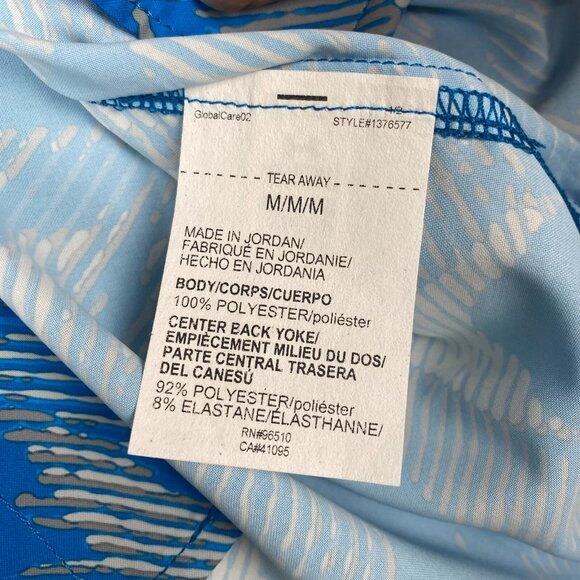 1/2
GlobalCare02 STYLE#1376577
TEAR AWAY
M/M/M
MADE IN JORDAN/
FABRIQUÉ EN JORDANIE/
HECHO EN JORDANIA
BODY/CORPS/CUERPO
100% POLYESTER/poliéster
CENTER BACK YOKE/
EMPIÈCEMENT MILIEU DU DOS/
PARTE CENTRAL TRASERA
DEL CANESÚ
92% POLYESTER/poliéster
8% ELASTANE/ÉLASTHANNE/
RN#96510
CA#41095